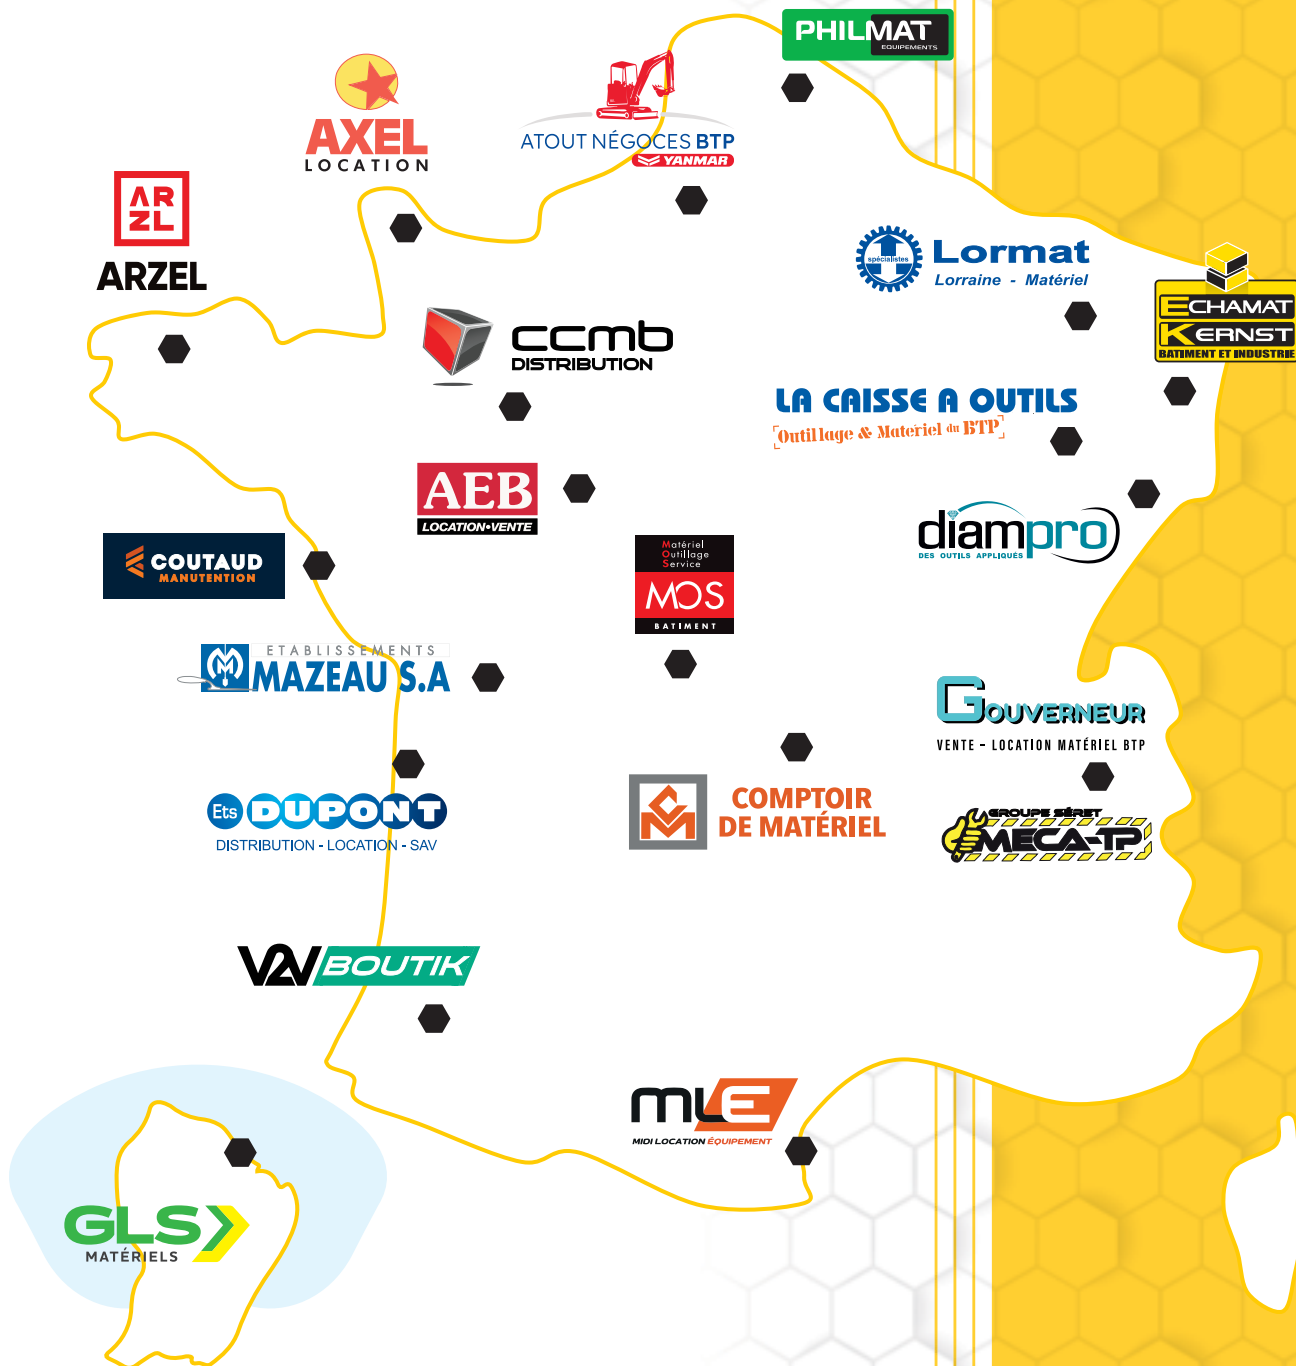 PHILMAT
EQUIPEMENTS
AXEL
LOCATION
ATOUT NÉGOCES BTP
YANMAR
AR
ZL
ARZEL
spécialistes
Lormat
Lorraine - Matériel
ECHAMAT
KERNST
BATIMENT ET INDUSTRIE
ccmb
DISTRIBUTION
LA CAISSE A OUTILS
Outillage & Matériel du BTP
AEB
LOCATION•VENTE
diampro
DES OUTILS APPLIQUÉS
COUTAUD
MANUTENTION
Matériel
Outillage
Service
MOS
BATIMENT
ETABLISSEMENTS
MAZEAU S.A
GOUVERNEUR
VENTE - LOCATION MATÉRIEL BTP
Ets DUPONT
DISTRIBUTION - LOCATION - SAV
COMPTOIR
DE MATÉRIEL
GROUPE SÉRET
MECA-TP
V2V BOUTIK
MLE
MIDI LOCATION ÉQUIPEMENT
GLS
MATÉRIELS